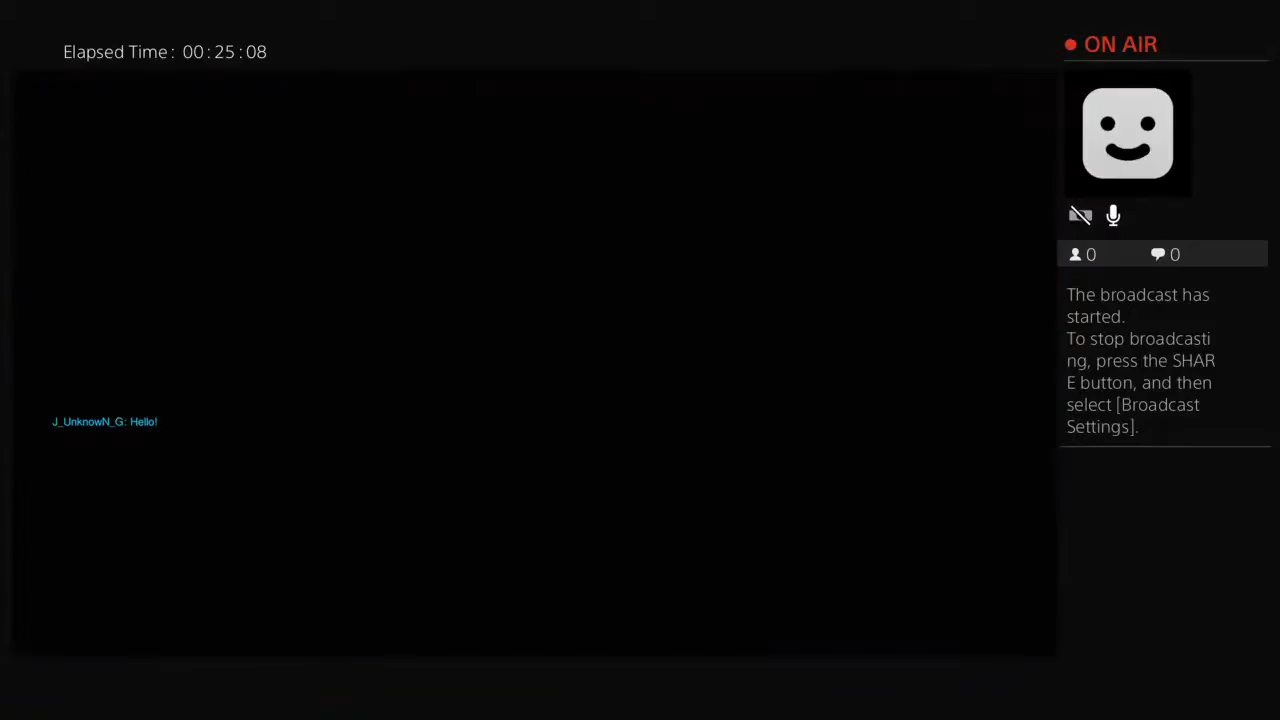 Elapsed Time: 00:25:08
ON AIR
0 0
The broadcast has
started.
To stop broadcasti
ng, press the SHAR
E button, and then
select [Broadcast
Settings].
J_UnknowN_G: Hello!